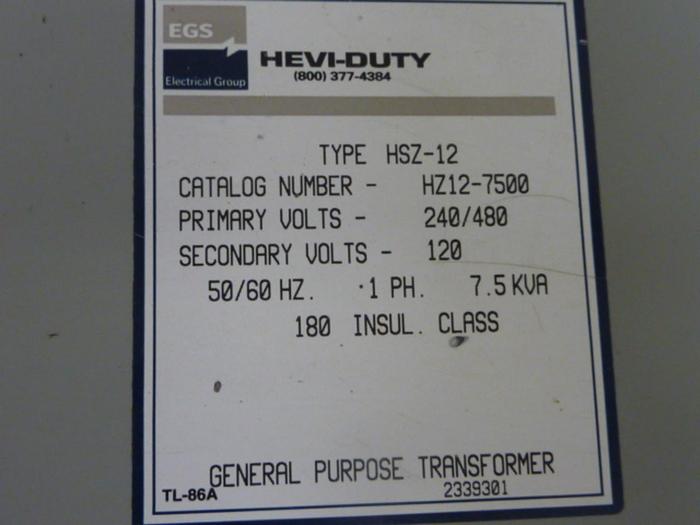 EGS
Electrical Group
HEVI-DUTY
(800) 377-4384
TYPE HSZ-12
CATALOG NUMBER - HZ12-7500
PRIMARY VOLTS - 240/480
SECONDARY VOLTS - 120
50/60 HZ. 1 PH. 7.5 KVA
180 INSUL. CLASS
GENERAL PURPOSE TRANSFORMER
TL-86A 2339301